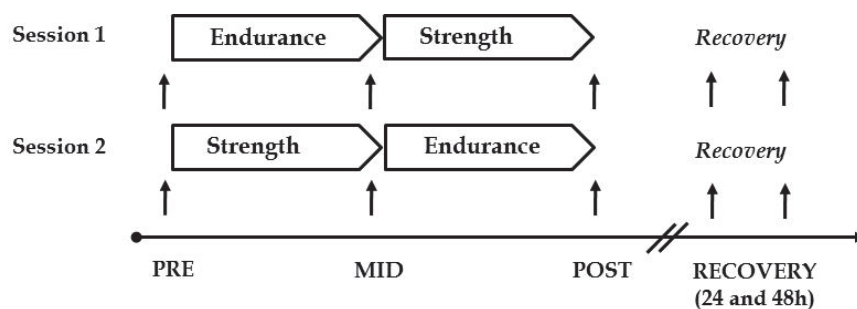 Session 1
Endurance
Strength
Recovery
Session 2
Strength
Endurance
Recovery
PRE
MID
POST
RECOVERY
(24 and 48h)